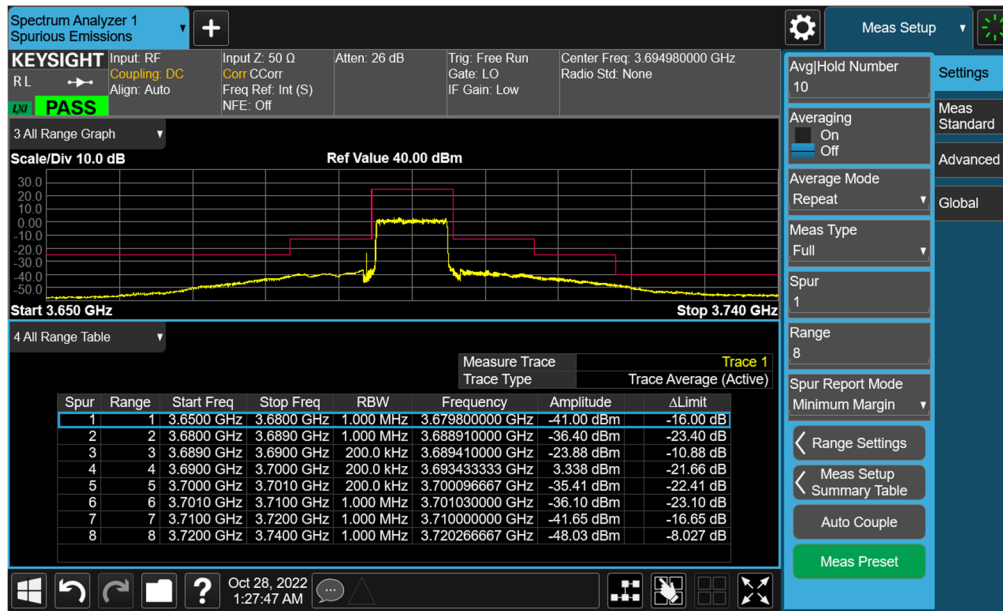 Spectrum Analyzer 1
Spurious Emissions
+
Meas Setup
KEYSIGHT
RL
LXI
PASS
Input: RF
Coupling: DC
Align: Auto
Input Z: 50 Ω
Corr CCorr
Freq Ref: Int (S)
NFE: Off
Atten: 26 dB
Trig: Free Run
Gate: LO
IF Gain: Low
Center Freq: 3.694980000 GHz
Radio Std: None
3 All Range Graph
Scale/Div 10.0 dB
Ref Value 40.00 dBm
30.0
20.0
10.0
0.00
-10.0
-20.0
-30.0
-40.0
-50.0
Start 3.650 GHz
Stop 3.740 GHz
4 All Range Table
Measure Trace Trace 1
Trace Type Trace Average (Active)
Spur Range Start Freq Stop Freq RBW Frequency Amplitude ΔLimit
1 1 3.6500 GHz 3.6800 GHz 1.000 MHz 3.679800000 GHz -41.00 dBm -16.00 dB
2 2 3.6800 GHz 3.6890 GHz 1.000 MHz 3.688910000 GHz -36.40 dBm -23.40 dB
3 3 3.6890 GHz 3.6900 GHz 200.0 kHz 3.689410000 GHz -23.88 dBm -10.88 dB
4 4 3.6900 GHz 3.7000 GHz 200.0 kHz 3.693433333 GHz 3.338 dBm -21.66 dB
5 5 3.7000 GHz 3.7010 GHz 200.0 kHz 3.700096667 GHz -35.41 dBm -22.41 dB
6 6 3.7010 GHz 3.7100 GHz 1.000 MHz 3.701030000 GHz -36.10 dBm -23.10 dB
7 7 3.7100 GHz 3.7200 GHz 1.000 MHz 3.710000000 GHz -41.65 dBm -16.65 dB
8 8 3.7200 GHz 3.7400 GHz 1.000 MHz 3.720266667 GHz -48.03 dBm -8.027 dB
?
Oct 28, 2022
1:27:47 AM
Avg|Hold Number
10
Averaging
On
Off
Average Mode
Repeat
Meas Type
Full
Spur
1
Range
8
Spur Report Mode
Minimum Margin
Range Settings
Meas Setup
Summary Table
Auto Couple
Meas Preset
Settings
Meas
Standard
Advanced
Global